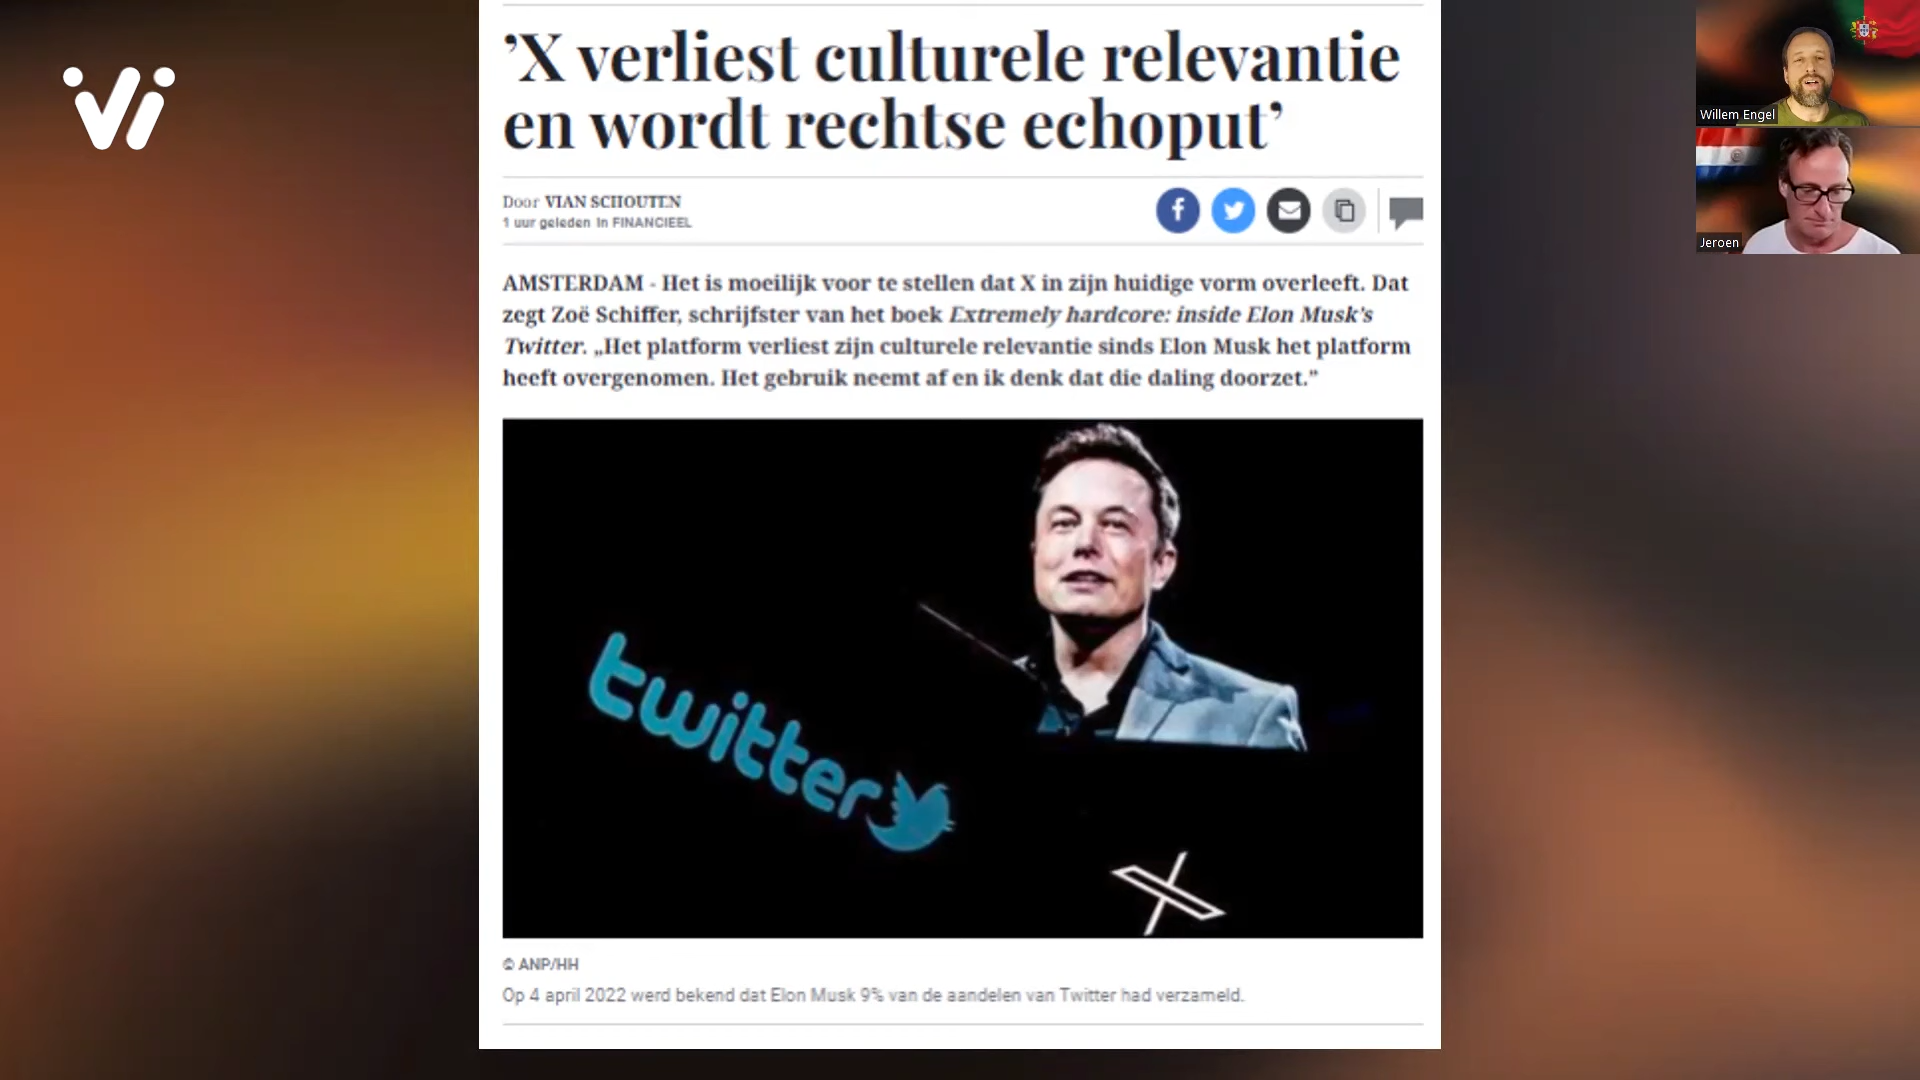 ’X verliest culturele relevantie
en wordt rechtse echoput’
Door VIAN SCHOUTEN
1 uur geleden in FINANCIEEL
AMSTERDAM - Het is moeilijk voor te stellen dat X in zijn huidige vorm overleeft. Dat
zegt Zoë Schiffer, schrijfster van het boek Extremely hardcore: inside Elon Musk’s
Twitter. „Het platform verliest zijn culturele relevantie sinds Elon Musk het platform
heeft overgenomen. Het gebruik neemt af en ik denk dat die daling doorzet.”
twitter
X
© ANP/HH
Op 4 april 2022 werd bekend dat Elon Musk 9% van de aandelen van Twitter had verzameld.
Vi
Willem Engel
Jeroen